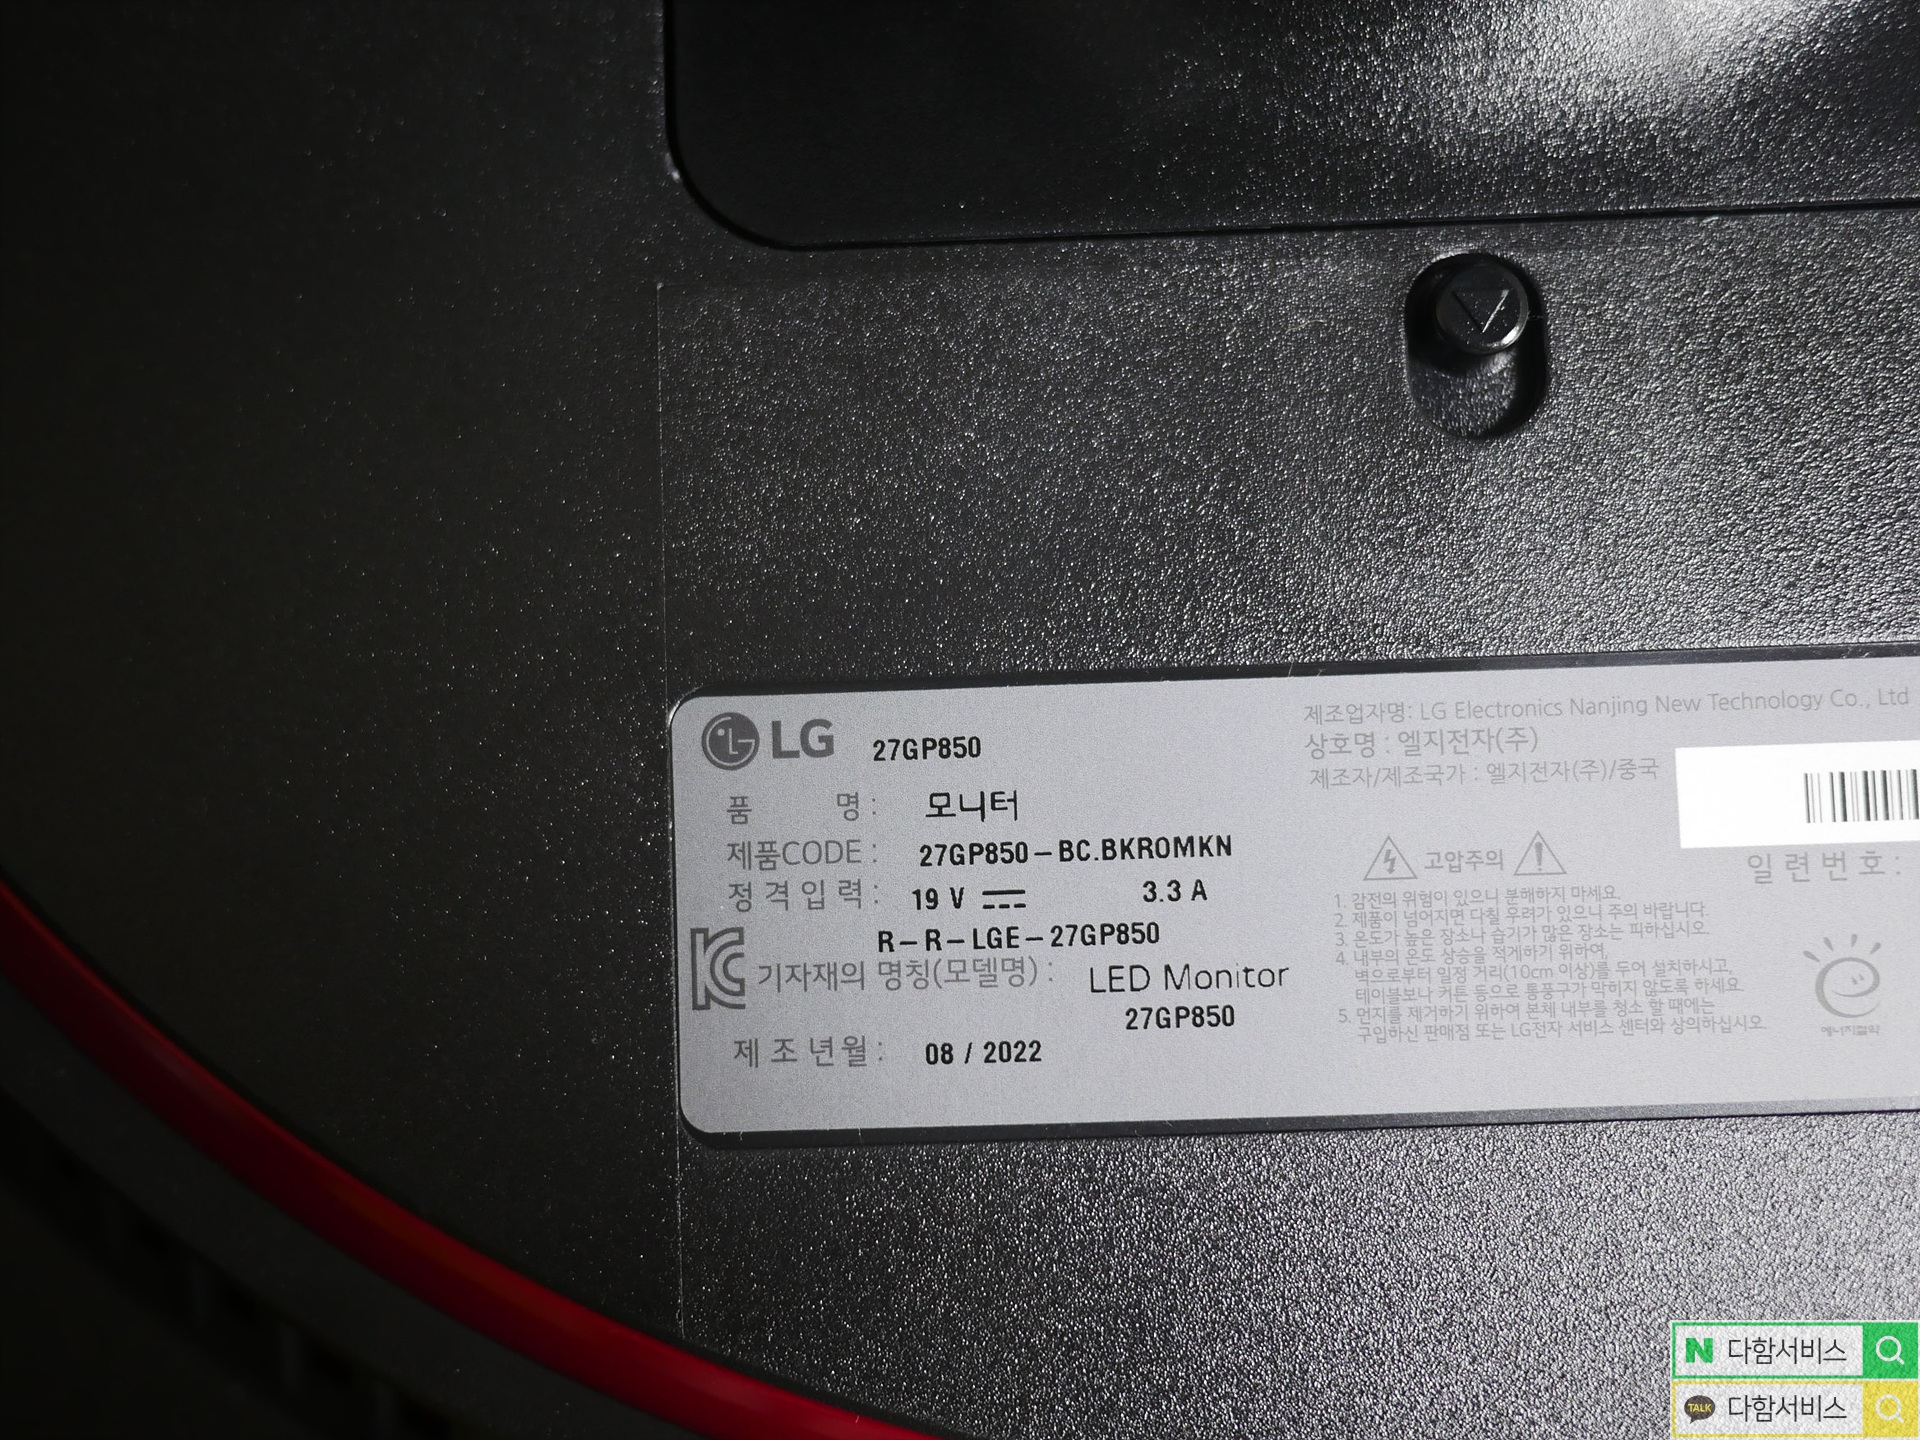 LG 27GP850
품 명 : 모니터
제품CODE : 27GP850-BC.BKROMKN
정격입력 : 19 V 3.3 A
R-R-LGE-27GP850
기자재의 명칭(모델명) : LED Monitor
27GP850
제조년월 : 08 / 2022
제조업자명: LG Electronics Nanjing New Technology Co., Ltd
상호명 : 엘지전자(주)
제조자/제조국가 : 엘지전자(주)/중국
고압주의
1. 감전의 위험이 있으니 분해하지 마세요.
2. 제품이 넘어지면 다칠 우려가 있으니 주의 바랍니다.
3. 온도가 높은 장소나 습기가 많은 장소는 피하십시오.
4. 내부의 온도 상승을 적게하기 위하여,
벽으로부터 일정 거리(10cm 이상)를 두어 설치하시고,
테이블보나 커튼 등으로 통풍구가 막히지 않도록 하세요.
5. 먼지를 제거하기 위하여 본체 내부를 청소 할 때에는
구입하신 판매점 또는 LG전자 서비스 센터와 상의하십시오.
일련번호 :
에너지절약
N 다함서비스
TALK 다함서비스